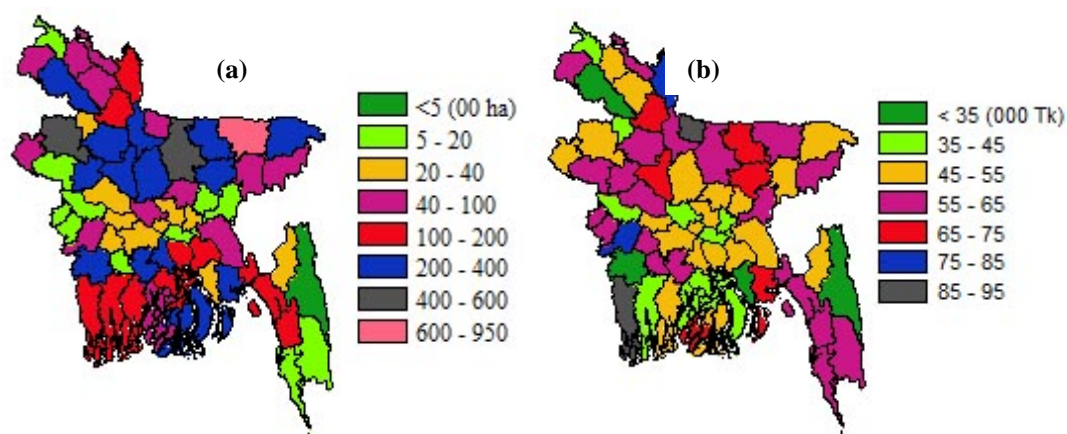 (a)
<5 (00 ha)
5 - 20
20 - 40
40 - 100
100 - 200
200 - 400
400 - 600
600 - 950
(b)
< 35 (000 Tk)
35 - 45
45 - 55
55 - 65
65 - 75
75 - 85
85 - 95